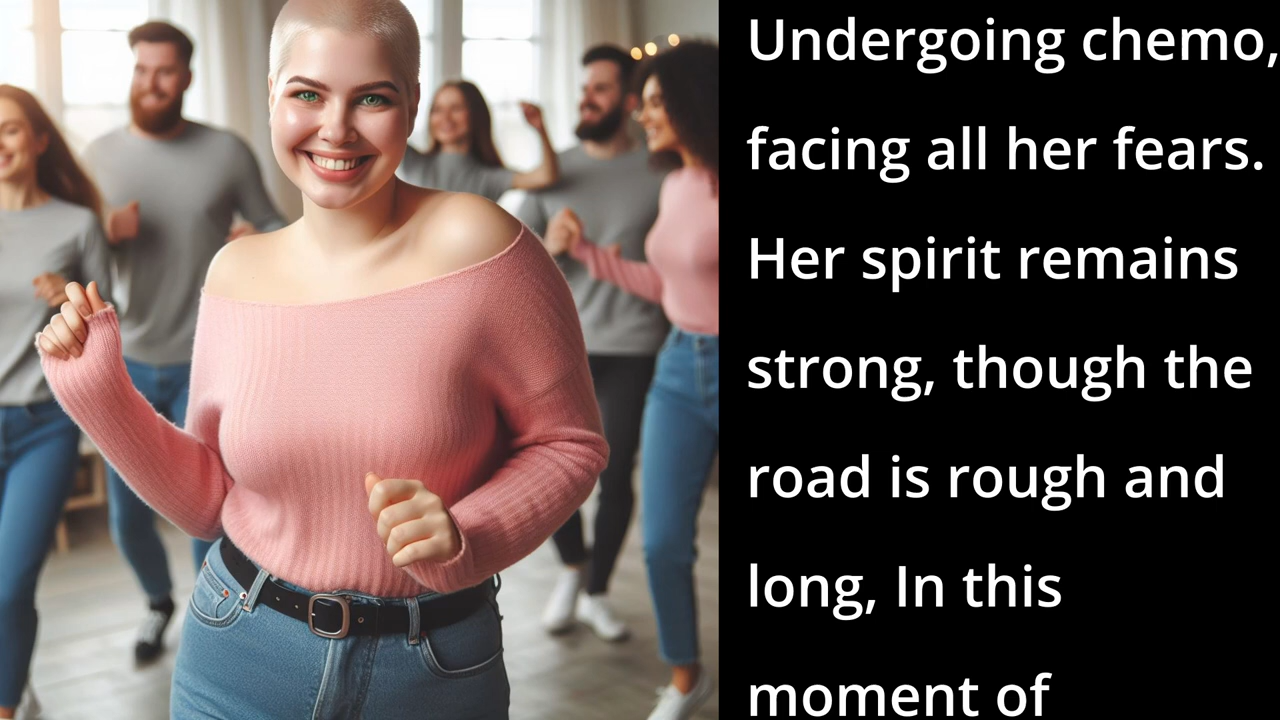 Undergoing chemo,
facing all her fears.
Her spirit remains
strong, though the
road is rough and
long, In this
moment of